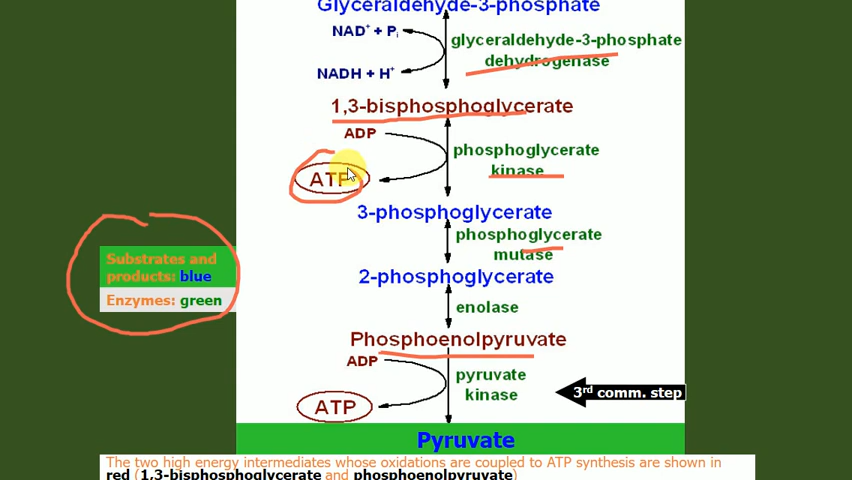 Glyceraldehyde-3-phosphate
NAD+ + Pi
glyceraldehyde-3-phosphate
dehydrogenase
NADH + H+
1,3-bisphosphoglycerate
ADP
phosphoglycerate
kinase
ATP
3-phosphoglycerate
phosphoglycerate
mutase
Substrates and
products: blue
Enzymes: green
2-phosphoglycerate
enolase
Phosphoenolpyruvate
ADP
pyruvate
kinase
3rd comm. step
ATP
Pyruvate
The two high energy intermediates whose oxidations are coupled to ATP synthesis are shown in
red (1,3-bisphosphoglycerate and phosphoenolpyruvate)